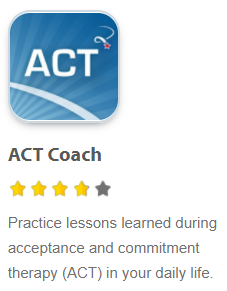 ACT
ACT Coach
Practice lessons learned during
acceptance and commitment
therapy (ACT) in your daily life.